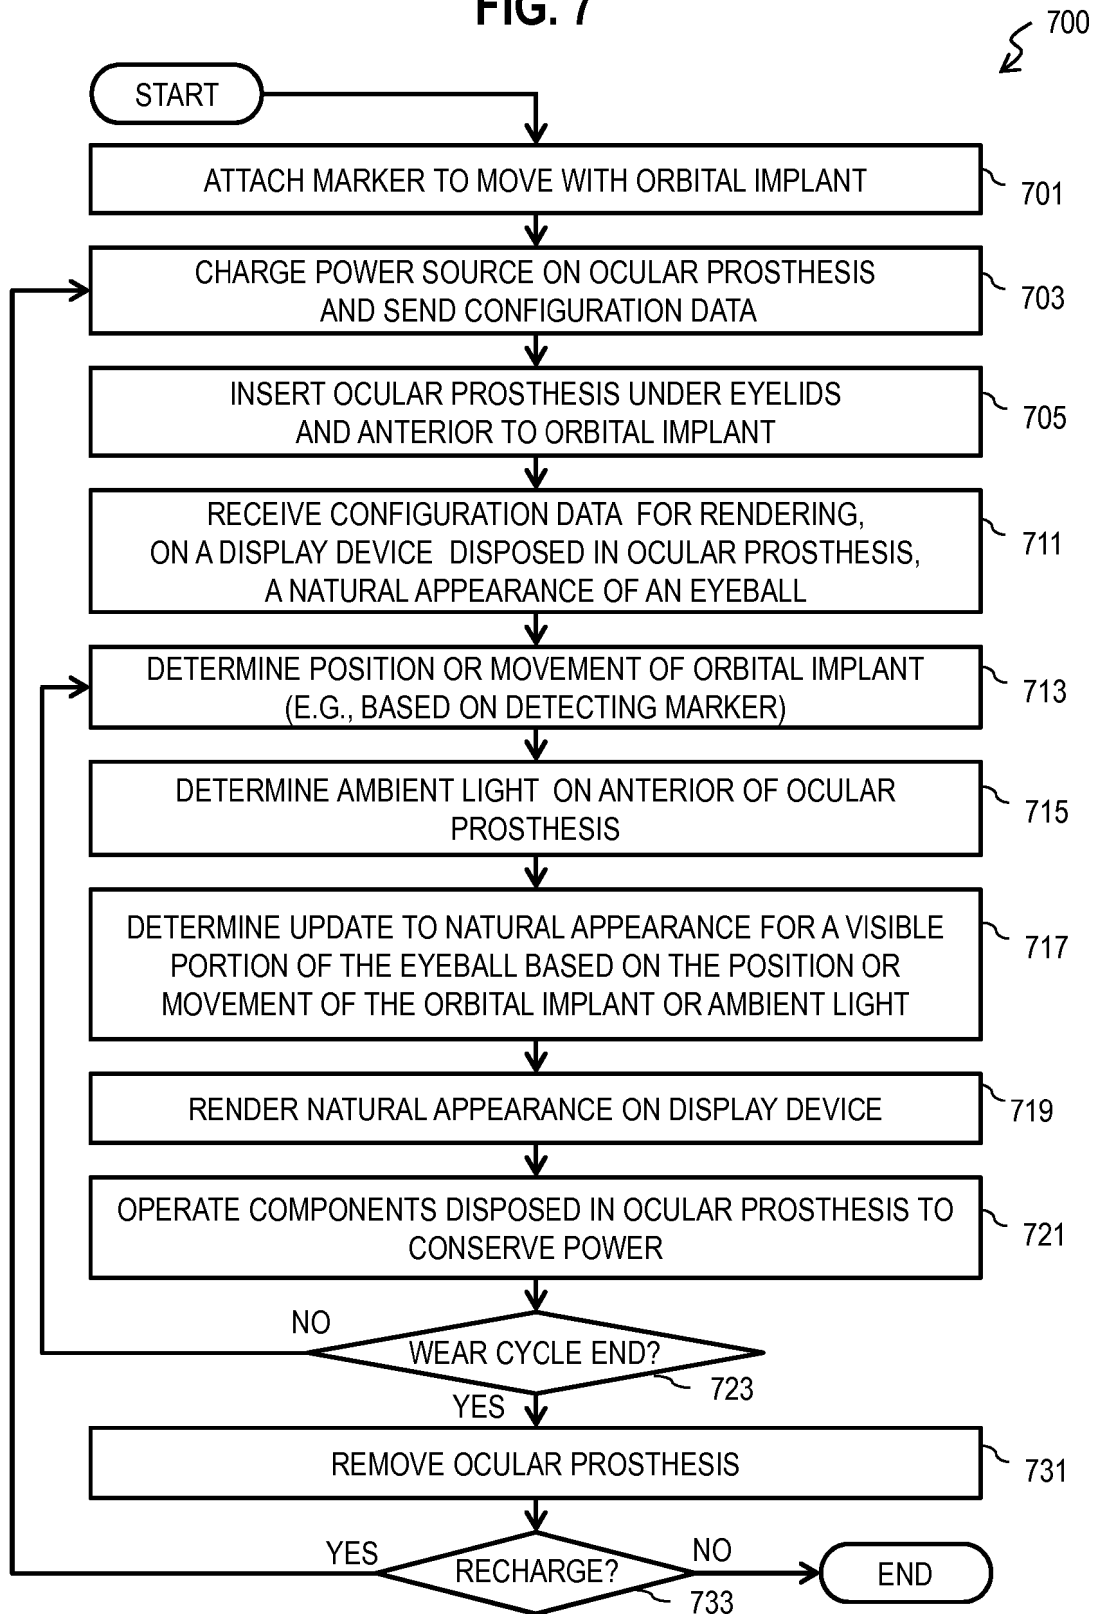 FIG. 7
700
START
ATTACH MARKER TO MOVE WITH ORBITAL IMPLANT
701
CHARGE POWER SOURCE ON OCULAR PROSTHESIS
AND SEND CONFIGURATION DATA
703
INSERT OCULAR PROSTHESIS UNDER EYELIDS
AND ANTERIOR TO ORBITAL IMPLANT
705
RECEIVE CONFIGURATION DATA FOR RENDERING,
ON A DISPLAY DEVICE DISPOSED IN OCULAR PROSTHESIS,
A NATURAL APPEARANCE OF AN EYEBALL
711
DETERMINE POSITION OR MOVEMENT OF ORBITAL IMPLANT
(E.G., BASED ON DETECTING MARKER)
713
DETERMINE AMBIENT LIGHT ON ANTERIOR OF OCULAR
PROSTHESIS
715
DETERMINE UPDATE TO NATURAL APPEARANCE FOR A VISIBLE
PORTION OF THE EYEBALL BASED ON THE POSITION OR
MOVEMENT OF THE ORBITAL IMPLANT OR AMBIENT LIGHT
717
RENDER NATURAL APPEARANCE ON DISPLAY DEVICE
719
OPERATE COMPONENTS DISPOSED IN OCULAR PROSTHESIS TO
CONSERVE POWER
721
NO
WEAR CYCLE END?
723
YES
REMOVE OCULAR PROSTHESIS
731
YES
RECHARGE?
NO
733
END